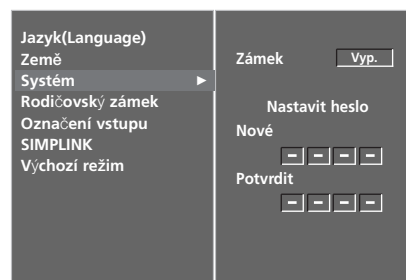 Jazyk(Language)
Země
Systém ►
Rodičovský zámek
Označení vstupu
SIMPLINK
Výchozí režim
Zámek Vyp.
Nastavit heslo
Nové
– – – –
Potvrdit
– – – –